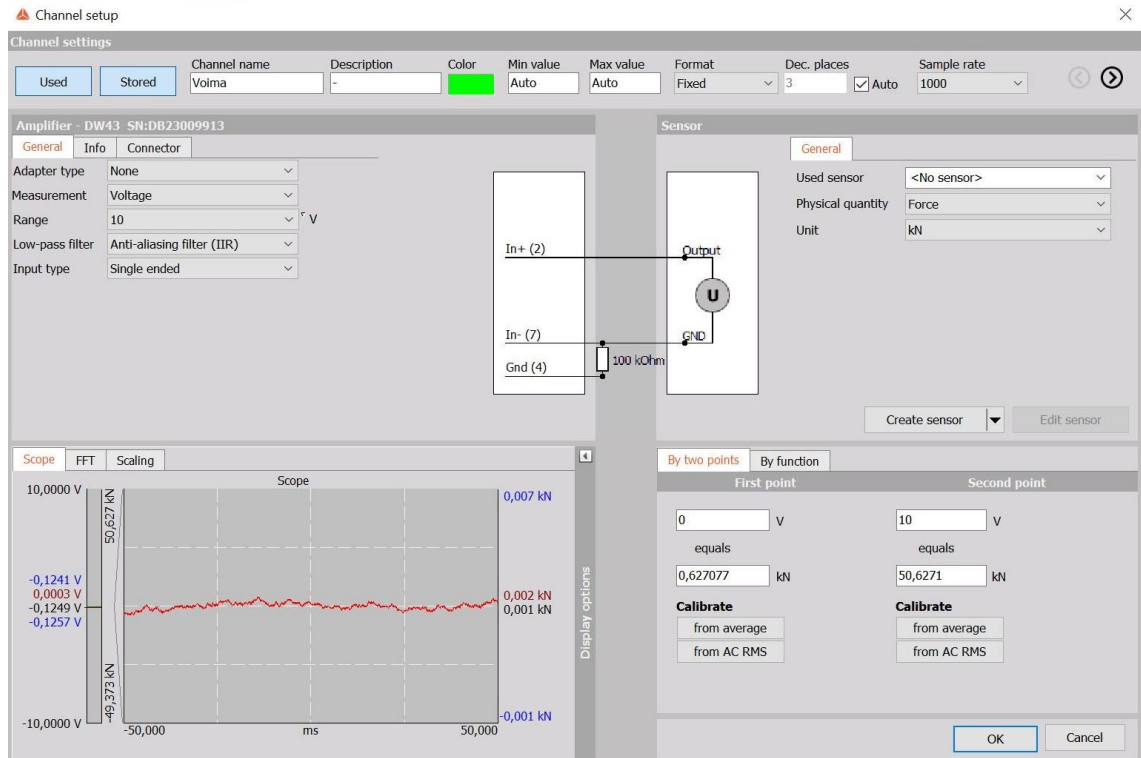 Channel setup
Channel settings
Used
Stored
Channel name
Voima
Description
-
Color
Min value
Auto
Max value
Auto
Format
Fixed
Dec. places
3
Auto
Sample rate
1000
Amplifier - DW43 SN:DB23009913
General Info Connector
Adapter type None
Measurement Voltage
Range 10 V
Low-pass filter Anti-aliasing filter (IIR)
Input type Single ended
In+ (2)
In- (7)
Gnd (4)
100 kOhm
Output
U
GND
Sensor
General
Used sensor <No sensor>
Physical quantity Force
Unit kN
Create sensor
Edit sensor
Scope FFT Scaling
Scope
10,0000 V
50,627 kN
0,007 kN
-0,1241 V
0,0003 V
-0,1249 V
-0,1257 V
0,002 kN
0,001 kN
-49,373 kN
-10,0000 V
-0,001 kN
-50,000 ms 50,000
Display options
By two points By function
First point Second point
0 V 10 V
equals equals
0,627077 kN 50,6271 kN
Calibrate Calibrate
from average from average
from AC RMS from AC RMS
OK Cancel